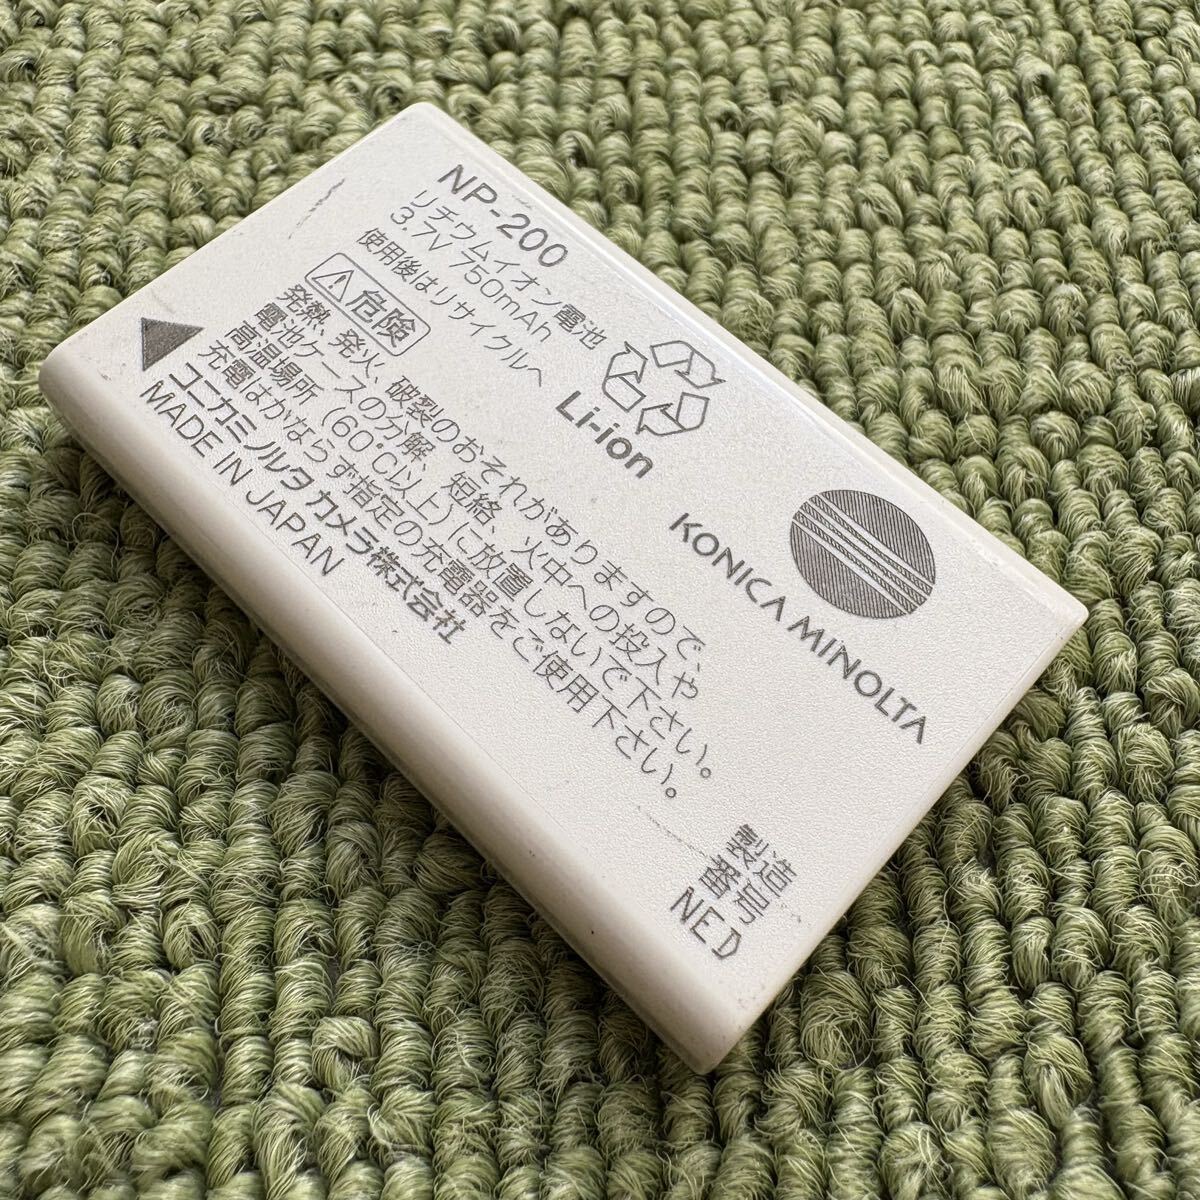 NP-200
リチウムイオン電池
3.7V 750mAh
使用後はリサイクルへ
Li-ion
危険
発熱、発火、破裂のおそれがありますので、
電池ケースの分解、短絡、火中への投入や
高温場所(60°C以上)に放置しないで下さい。
充電はかならず指定の充電器をご使用下さい。
コニカミノルタカメラ株式会社
MADE IN JAPAN
KONICA MINOLTA
製造
番号
NED